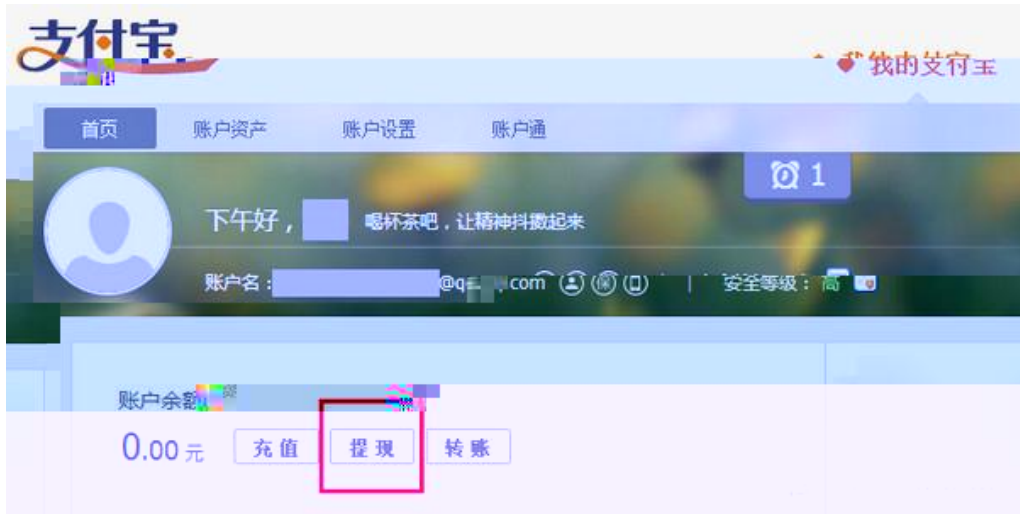 支付宝
我的支付宝
首页 账户资产 账户设置 账户通
1
下午好， 喝杯茶吧，让精神抖擞起来
账户名： .com 安全等级：高
账户余额
0.00 元 充值 提现 转账